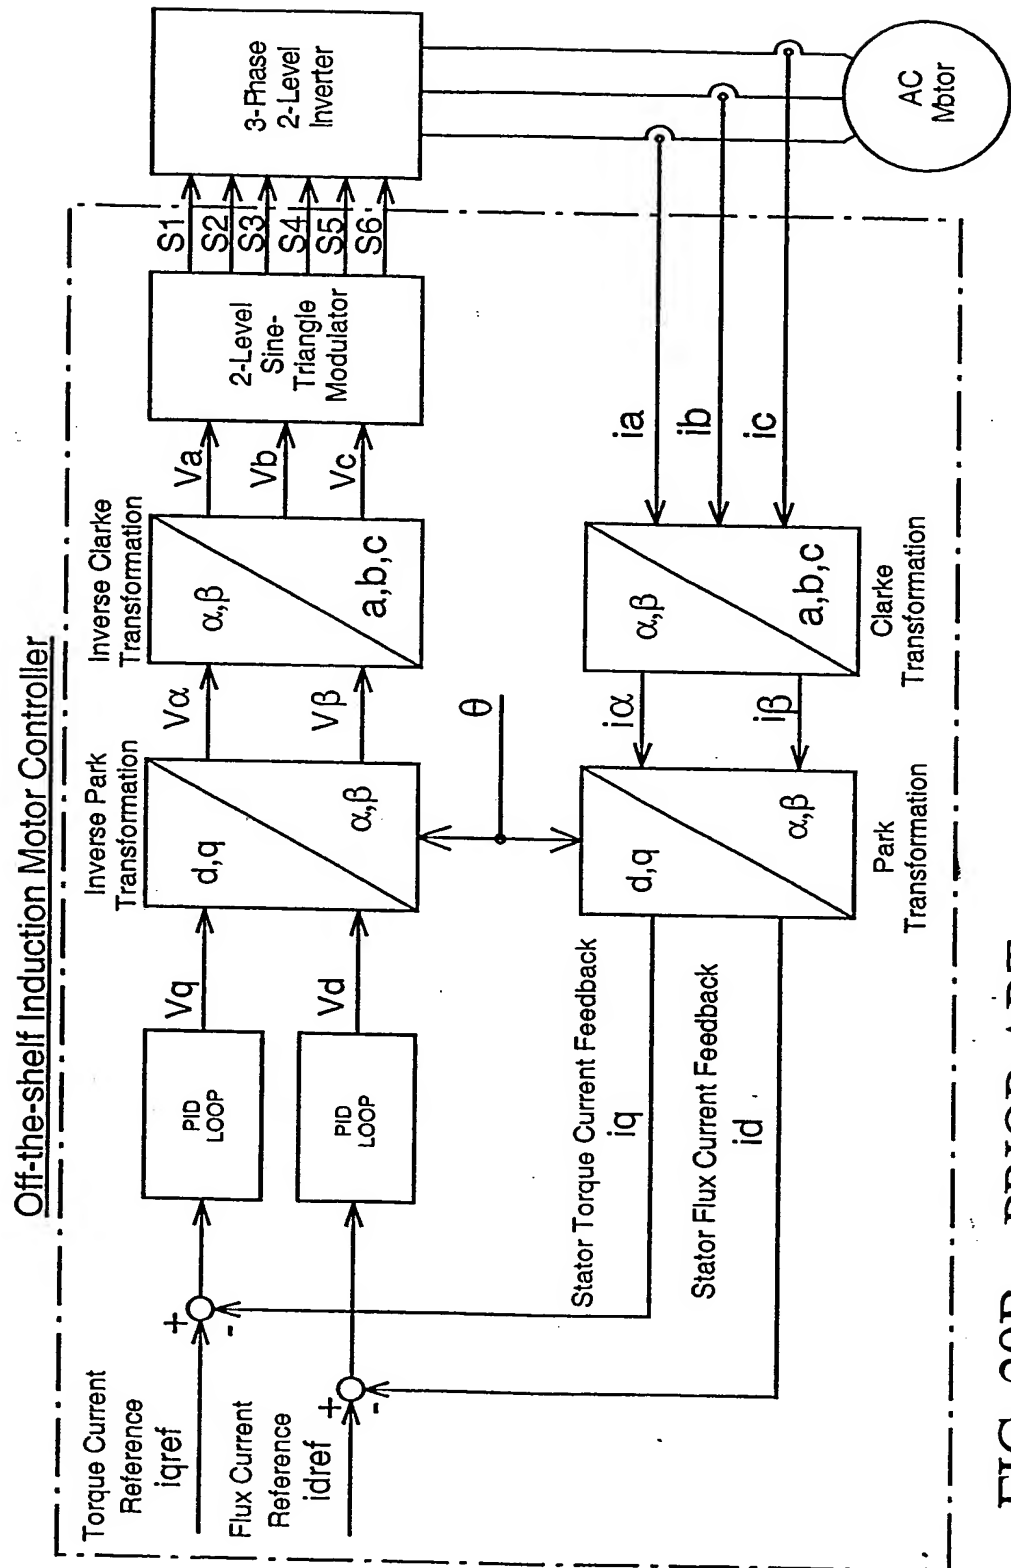 Off-the-shelf Induction Motor Controller
Torque Current
Reference
iqref
+
-
Flux Current
Reference
idref
+
-
PID
LOOP
PID
LOOP
Vq
Vd
Inverse Park
Transformation
d,q
α,β
Vα
Vβ
Inverse Clarke
Transformation
α,β
a,b,c
Va
Vb
Vc
2-Level
Sine-
Triangle
Modulator
S1
S2
S3
S4
S5
S6
3-Phase
2-Level
Inverter
θ
Stator Torque Current Feedback
iq
Stator Flux Current Feedback
id
d,q
α,β
Park
Transformation
iα
iβ
α,β
a,b,c
Clarke
Transformation
ia
ib
ic
AC
Motor
PRIOR ART